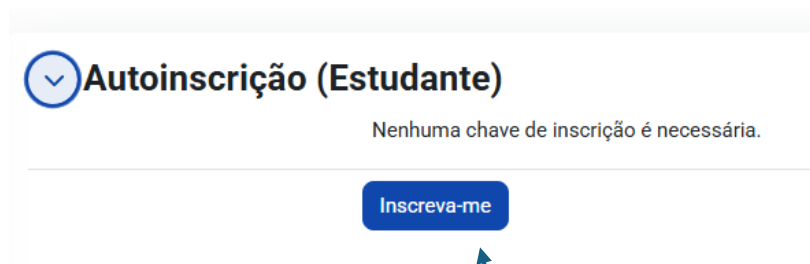 Autoinscrição (Estudante)
Nenhuma chave de inscrição é necessária.
Inscreva-me